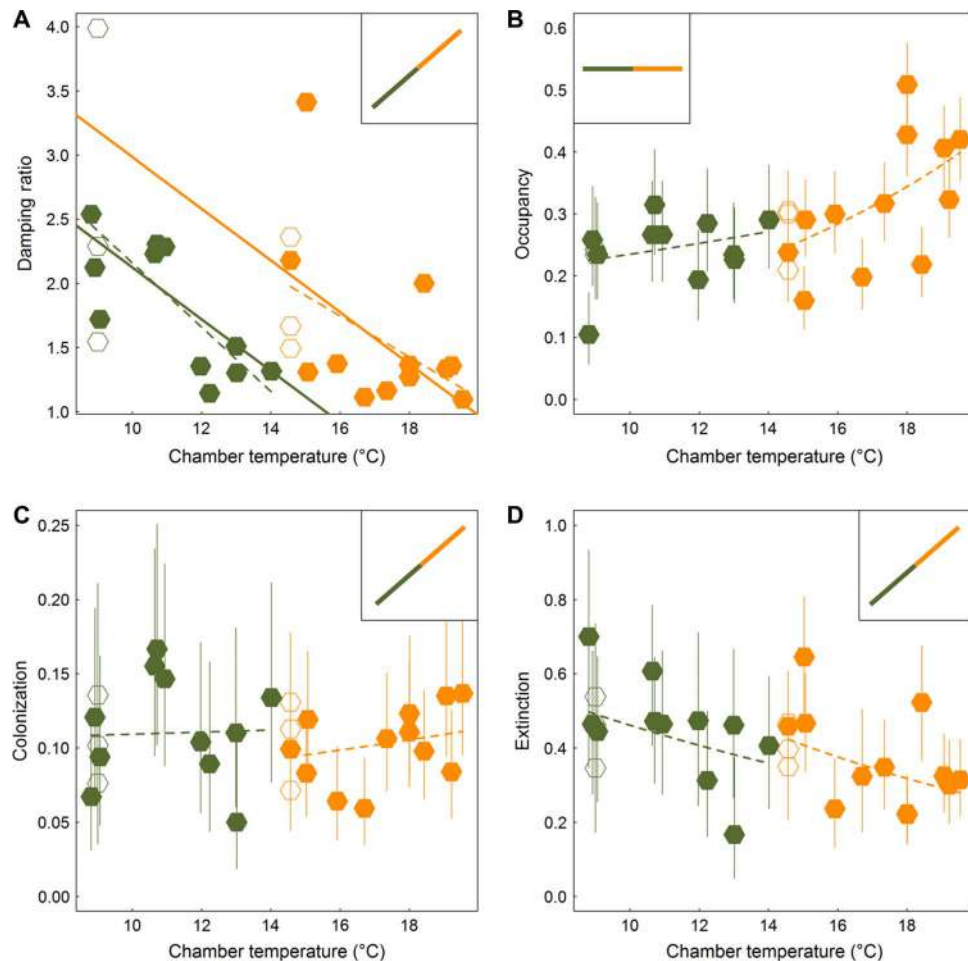 A
4.0
3.5
3.0
2.5
2.0
1.5
1.0
Damping ratio
10 12 14 16 18
Chamber temperature (°C)
B
0.6
0.5
0.4
0.3
0.2
0.1
0.0
Occupancy
10 12 14 16 18
Chamber temperature (°C)
C
0.25
0.20
0.15
0.10
0.05
0.00
Colonization
10 12 14 16 18
Chamber temperature (°C)
D
1.0
0.8
0.6
0.4
0.2
0.0
Extinction
10 12 14 16 18
Chamber temperature (°C)